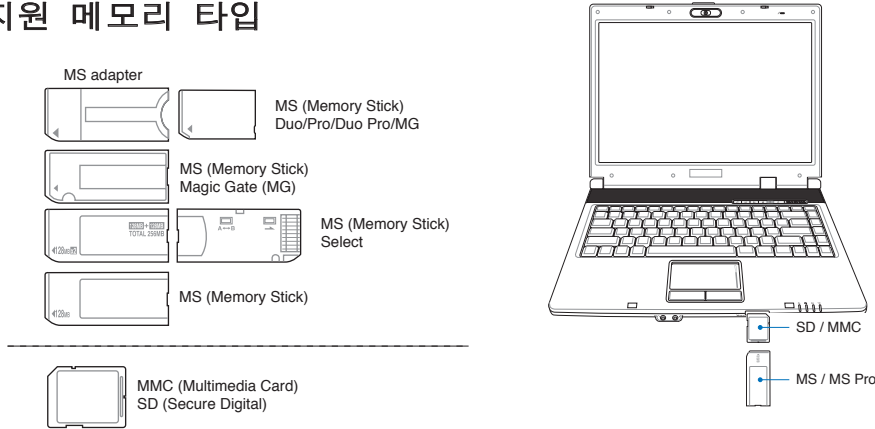 지원 메모리 타입
MS adapter
MS (Memory Stick)
Duo/Pro/Duo Pro/MG
MS (Memory Stick)
Magic Gate (MG)
TOTAL 256MB
128MB
A B
MS (Memory Stick)
Select
128MB
MS (Memory Stick)
MMC (Multimedia Card)
SD (Secure Digital)
SD / MMC
MS / MS Pro